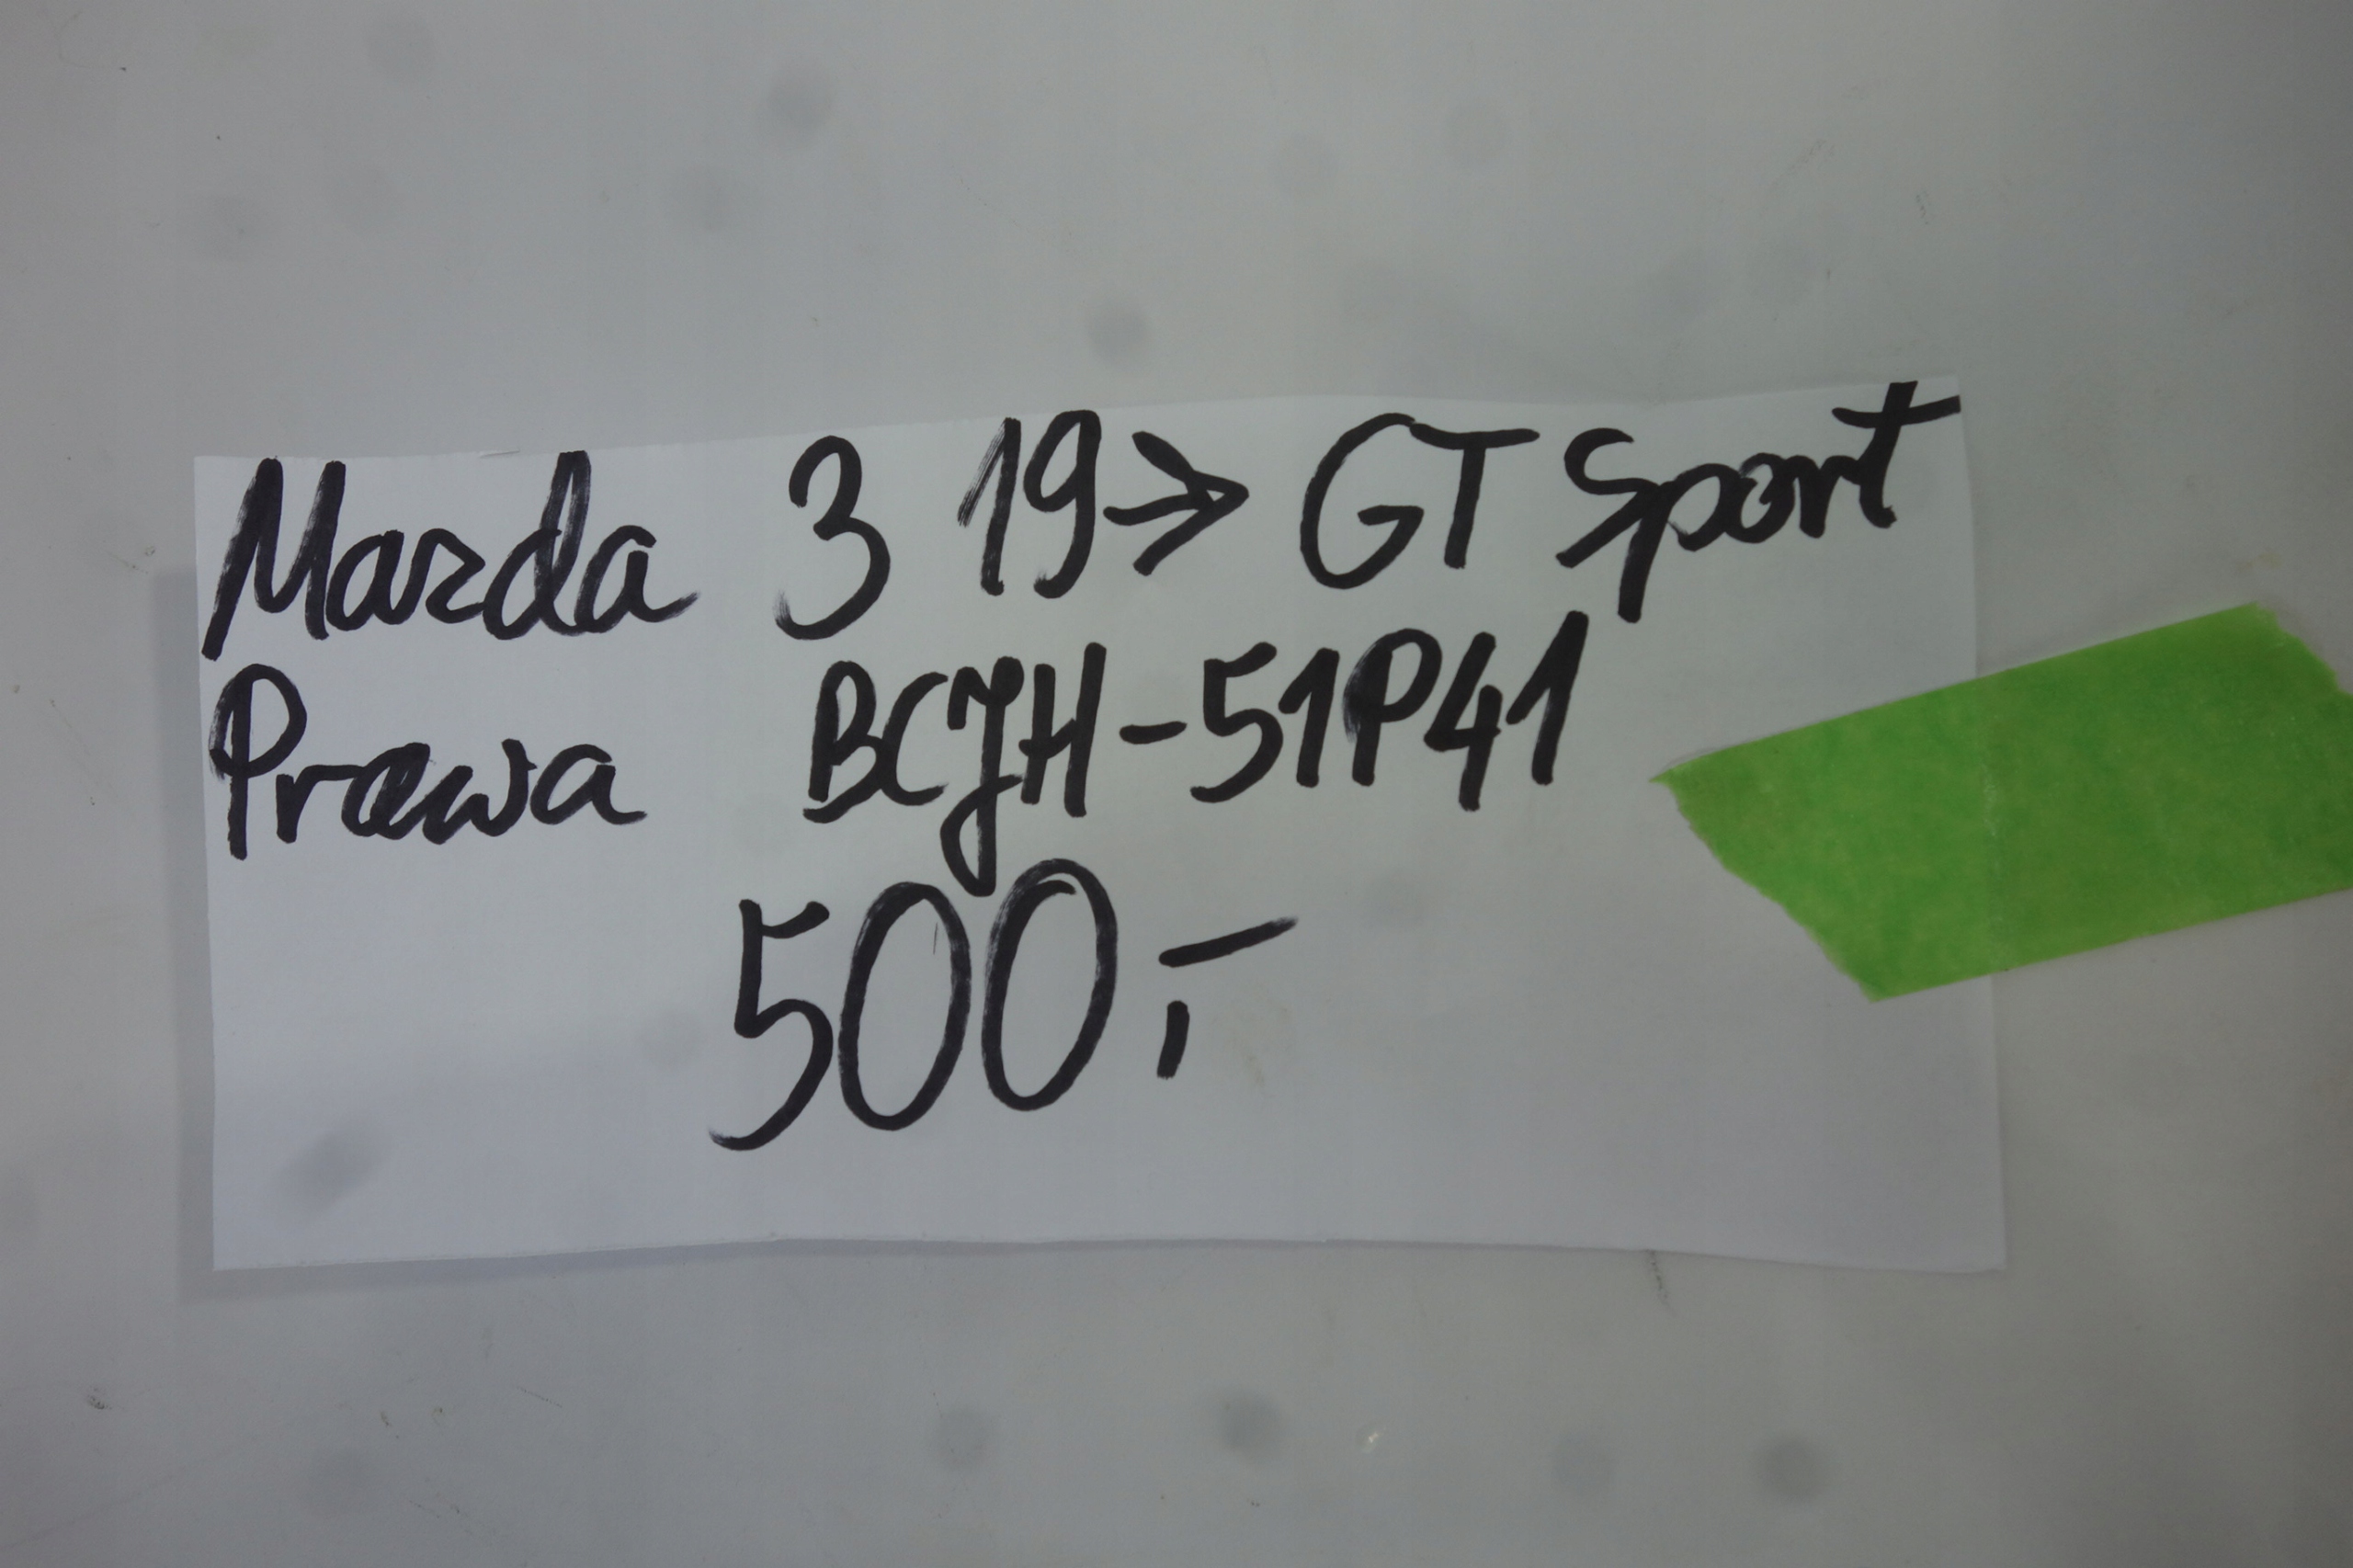 Mazda 3 19→ GT Sport
Prawa BCJH-51P41
500,-